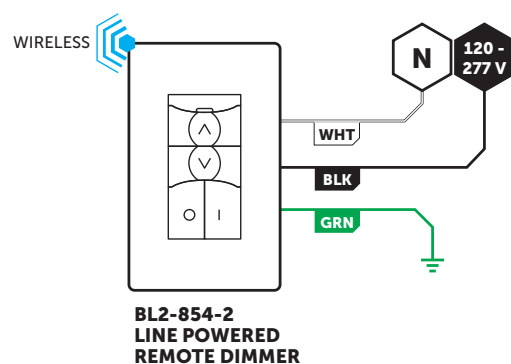 WIRELESS
N
120 -
277 V
WHT
BLK
GRN
O I
BL2-854-2
LINE POWERED
REMOTE DIMMER